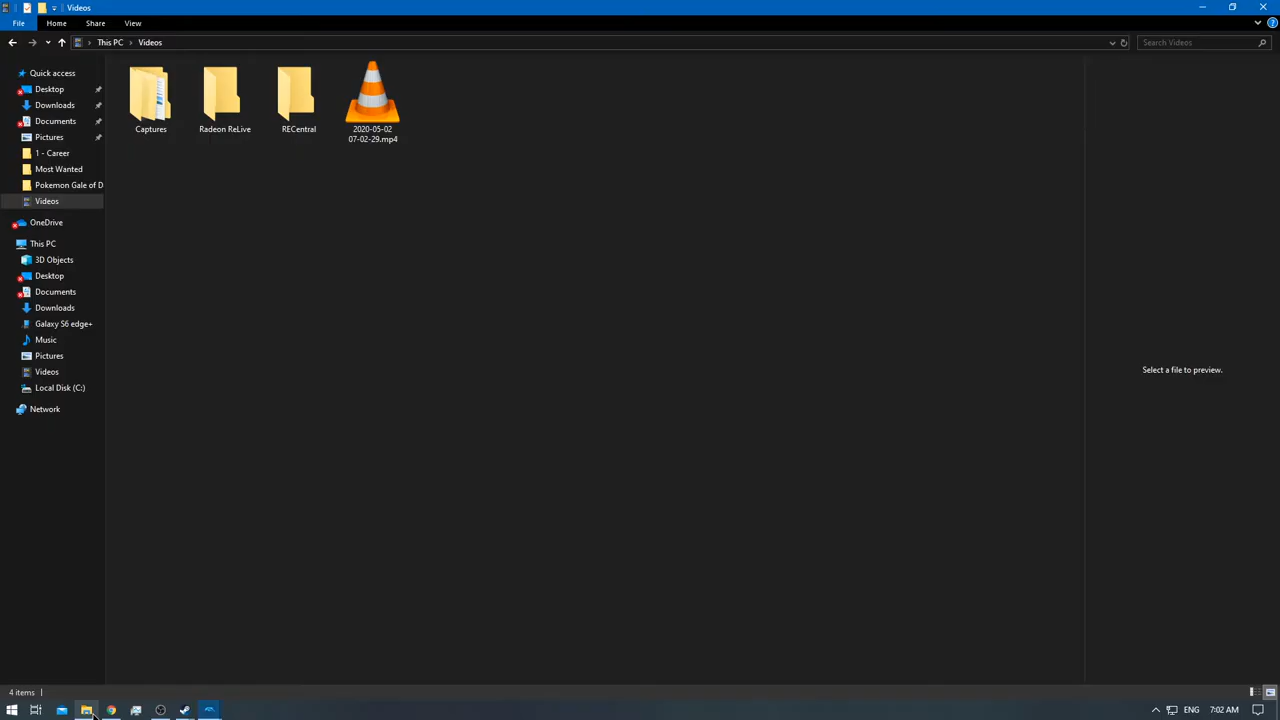 Videos
File
Home
Share
View
This PC
Videos
Search Videos
Quick access
Desktop
Downloads
Documents
Pictures
1 - Career
Most Wanted
Pokemon Gale of D
Videos
OneDrive
This PC
3D Objects
Desktop
Documents
Downloads
Galaxy S6 edge+
Music
Pictures
Videos
Local Disk (C:)
Network
Captures
Radeon ReLive
RECentral
2020-05-02
07-02-29.mp4
Select a file to preview.
4 items
ENG
7:02 AM